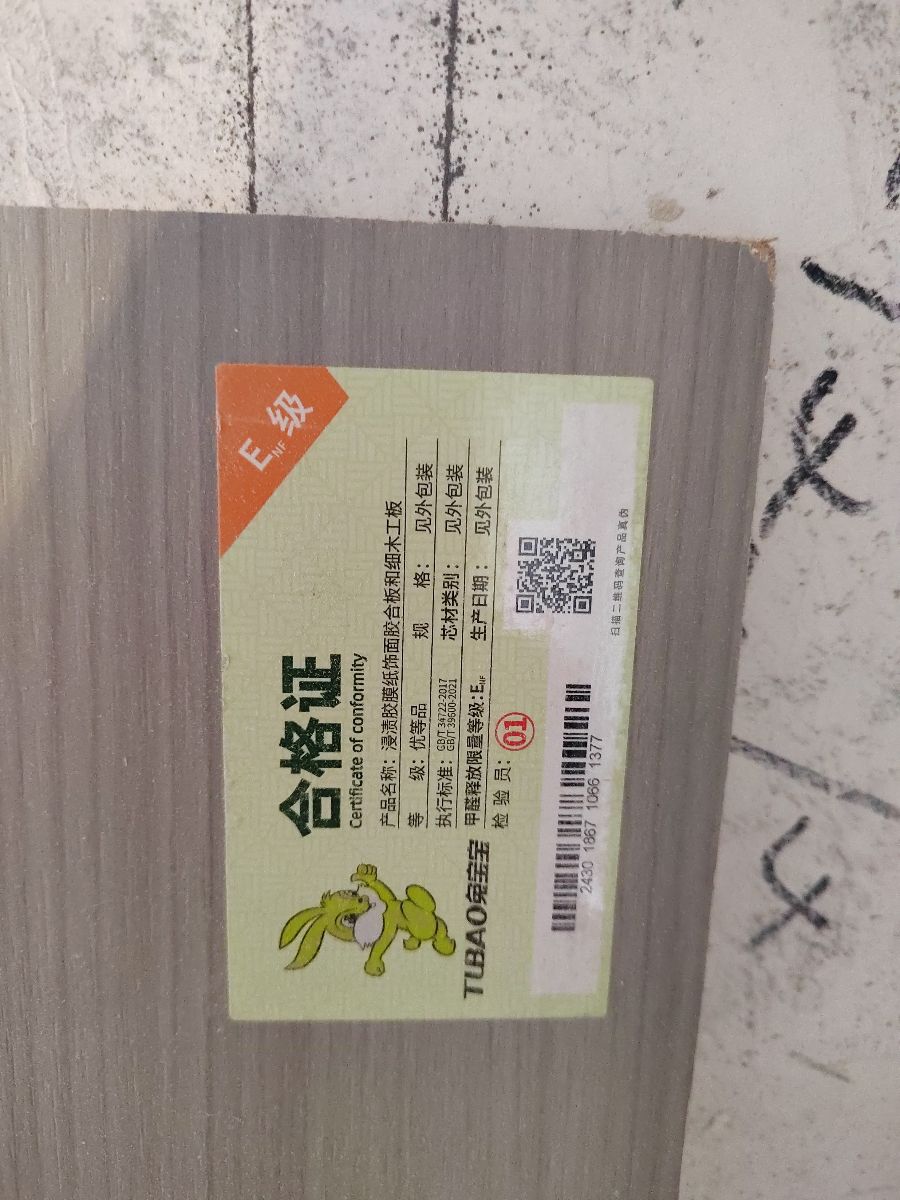 E NF 级
合格证
Certificate of conformity
产品名称：浸渍胶膜纸饰面胶合板和细木工板
等 级：优等品 规 格：见外包装
执行标准：GB/T 34722-2017 GB/T 39600-2021 芯材类别：见外包装
甲醛释放限量等级：ENF 生产日期：见外包装
检 验 员：01
TUBAO兔宝宝
2430 1867 1066 1377
扫描二维码查询产品真伪